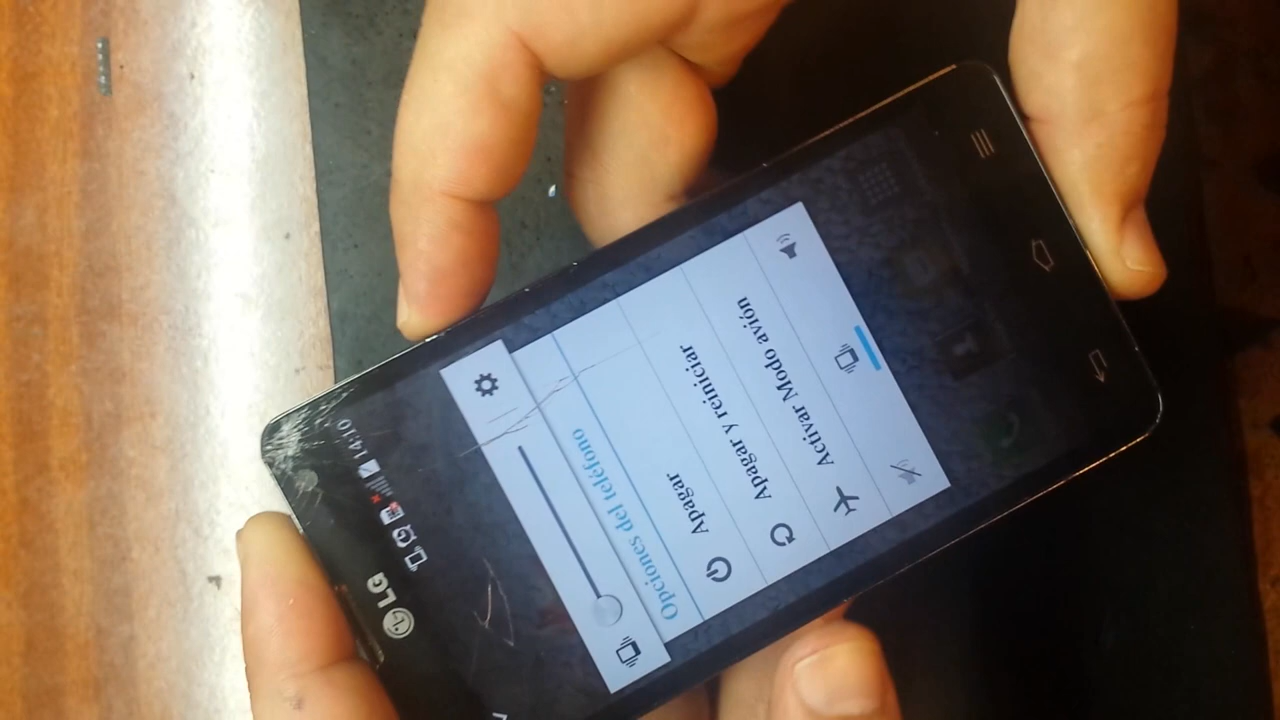 LG
14:10
Opciones del teléfono
Apagar
Apagar y reiniciar
Activar Modo avión